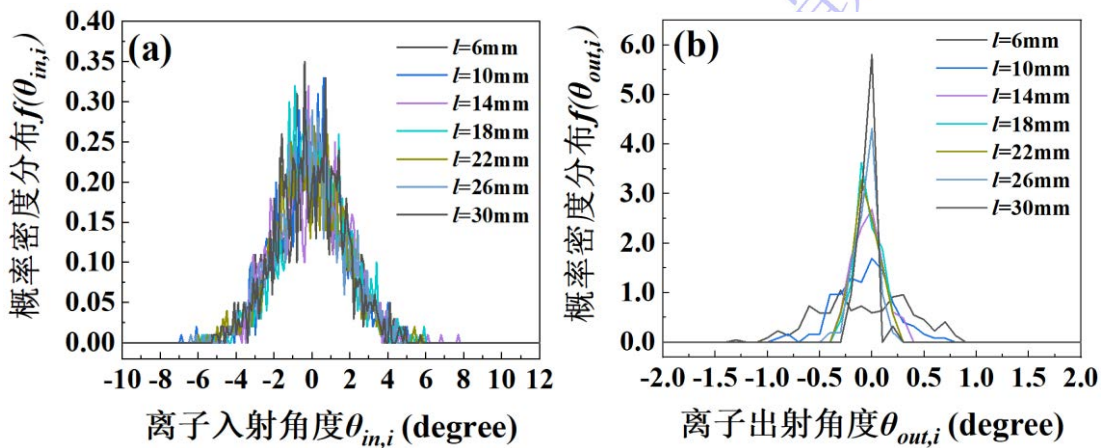 (a)
概率密度分布f(θin,i)
0.40
0.35
0.30
0.25
0.20
0.15
0.10
0.05
0.00
l=6mm
l=10mm
l=14mm
l=18mm
l=22mm
l=26mm
l=30mm
-10 -8 -6 -4 -2 0 2 4 6 8 10 12
离子入射角度θin,i (degree)
(b)
概率密度分布f(θout,i)
6.0
5.0
4.0
3.0
2.0
1.0
0.0
l=6mm
l=10mm
l=14mm
l=18mm
l=22mm
l=26mm
l=30mm
-2.0 -1.5 -1.0 -0.5 0.0 0.5 1.0 1.5 2.0
离子出射角度θout,i (degree)